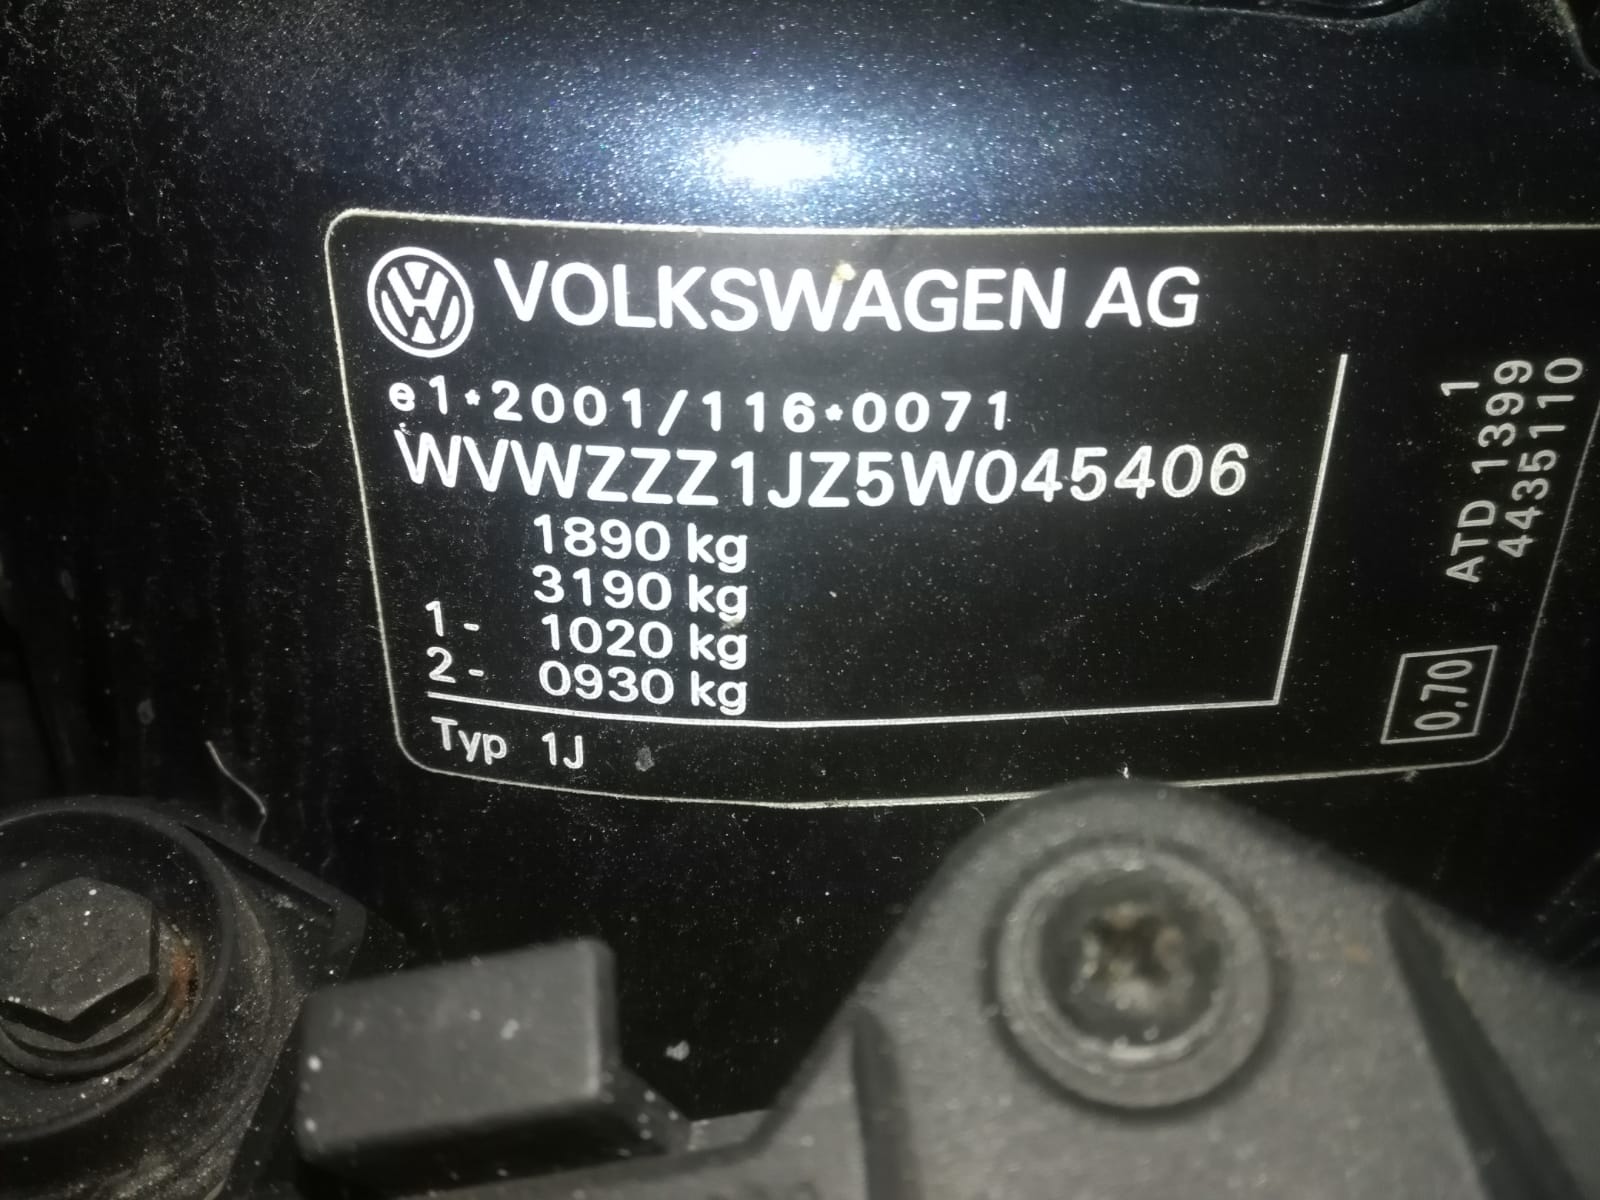 VOLKSWAGEN AG
e1*2001/116*0071
WVWZZZ1JZ5W045406
1890 kg
3190 kg
1- 1020 kg
2- 0930 kg
Typ 1J
ATD 1399 1
4435110
0,70